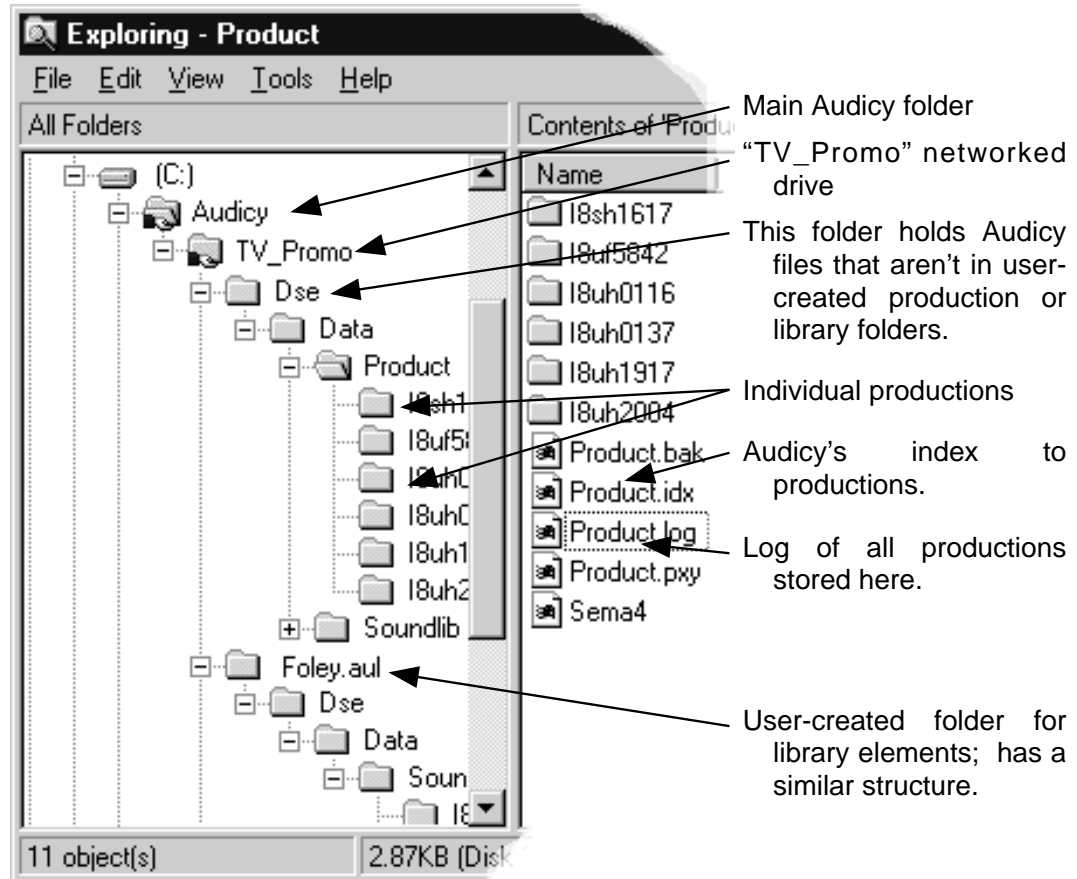 Exploring - Product
File Edit View Tools Help
All Folders
Contents of 'Produ
(C:)
Audicy
TV_Promo
Dse
Data
Product
I8sh1
I8uf5
I8uh0
I8uh0
I8uh1
I8uh2
Soundlib
Foley.aul
Dse
Data
Soun
I8
Name
I8sh1617
I8uf5842
I8uh0116
I8uh0137
I8uh1917
I8uh2004
Product.bak
Product.idx
Product.log
Product.pxy
Sema4
11 object(s)
2.87KB (Disk
Main Audicy folder
“TV_Promo” networked
drive
This folder holds Audicy
files that aren’t in user-
created production or
library folders.
Individual productions
Audicy’s index to
productions.
Log of all productions
stored here.
User-created folder for
library elements; has a
similar structure.